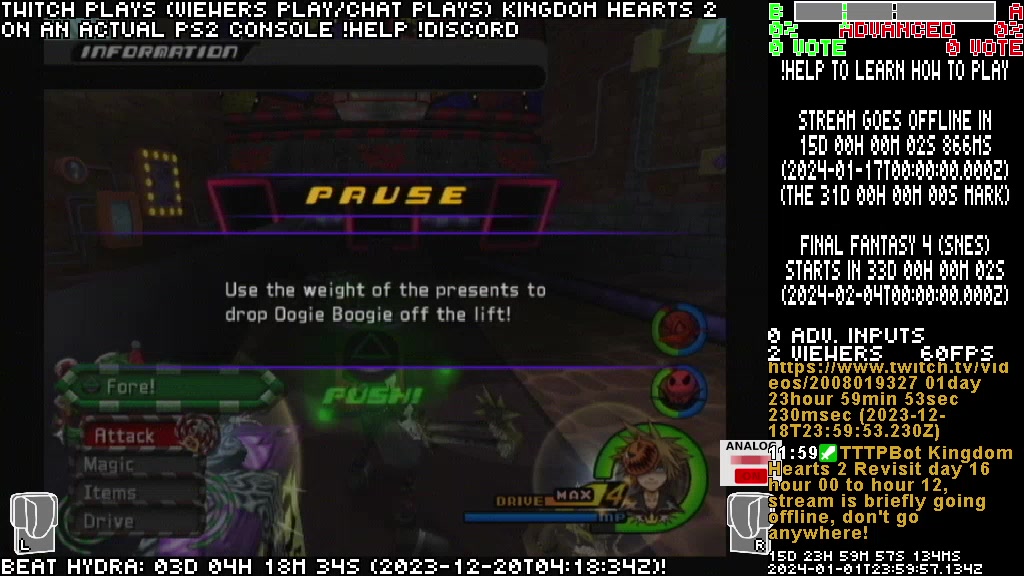 TWITCH PLAYS (VIEWERS PLAY/CHAT PLAYS) KINGDOM HEARTS 2
ON AN ACTUAL PS2 CONSOLE !HELP !DISCORD
INFORMATION
PAUSE
Use the weight of the presents to
drop Oogie Boogie off the lift!
Fore!
PUSH!
Attack
Magic
Items
Drive
DRIVE MAX 4
MP
L
R
ANALOG
BEAT HYDRA: 03D 04H 18M 34S (2023-12-20T04:18:34Z)!
B A
0% ADVANCED 0%
0 VOTE 0 VOTE
!HELP TO LEARN HOW TO PLAY
STREAM GOES OFFLINE IN
15D 00H 00M 02S 866MS
(2024-01-17T00:00:00.000Z)
(THE 31D 00H 00M 00S MARK)
FINAL FANTASY 4 (SNES)
STARTS IN 33D 00H 00M 02S
(2024-02-04T00:00:00.000Z)
0 ADV. INPUTS
2 VIEWERS 60FPS
https://www.twitch.tv/vid
eos/2008019327 01day
23hour 59min 53sec
230msec (2023-12-
18T23:59:53.230Z)
11:59 TTTPBot Kingdom
Hearts 2 Revisit day 16
hour 00 to hour 12,
stream is briefly going
offline, don't go
anywhere!
15D 23H 59M 57S 134MS
2024-01-01T23:59:57.134Z